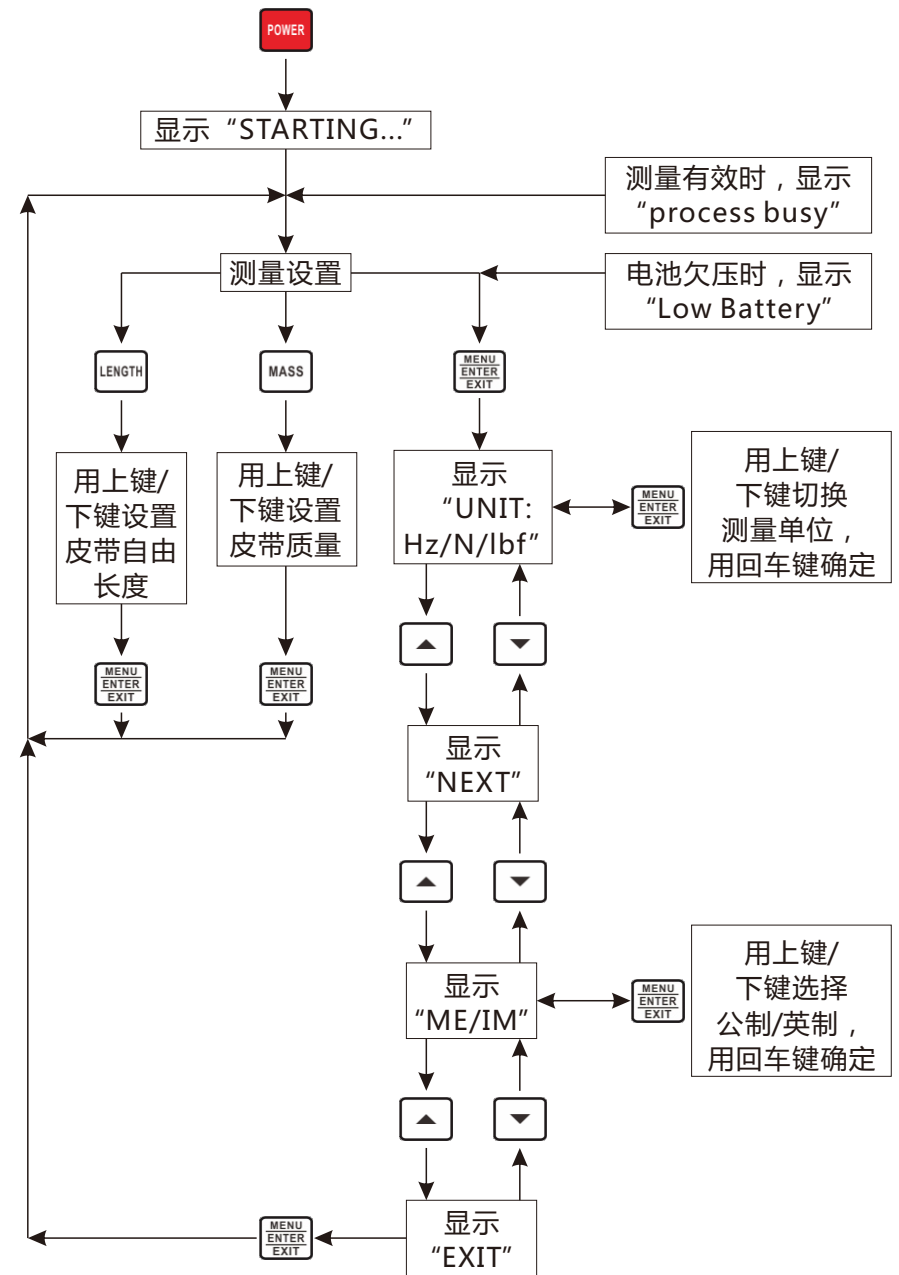 POWER
显示“STARTING...”
测量有效时，显示
“process busy”
测量设置
电池欠压时，显示
“Low Battery”
LENGTH
MASS
MENU
ENTER
EXIT
用上键/
下键设置
皮带自由
长度
用上键/
下键设置
皮带质量
显示
“UNIT:
Hz/N/lbf”
MENU
ENTER
EXIT
用上键/
下键切换
测量单位，
用回车键确定
MENU
ENTER
EXIT
MENU
ENTER
EXIT
显示
“NEXT”
显示
“ME/IM”
MENU
ENTER
EXIT
用上键/
下键选择
公制/英制，
用回车键确定
MENU
ENTER
EXIT
显示
“EXIT”